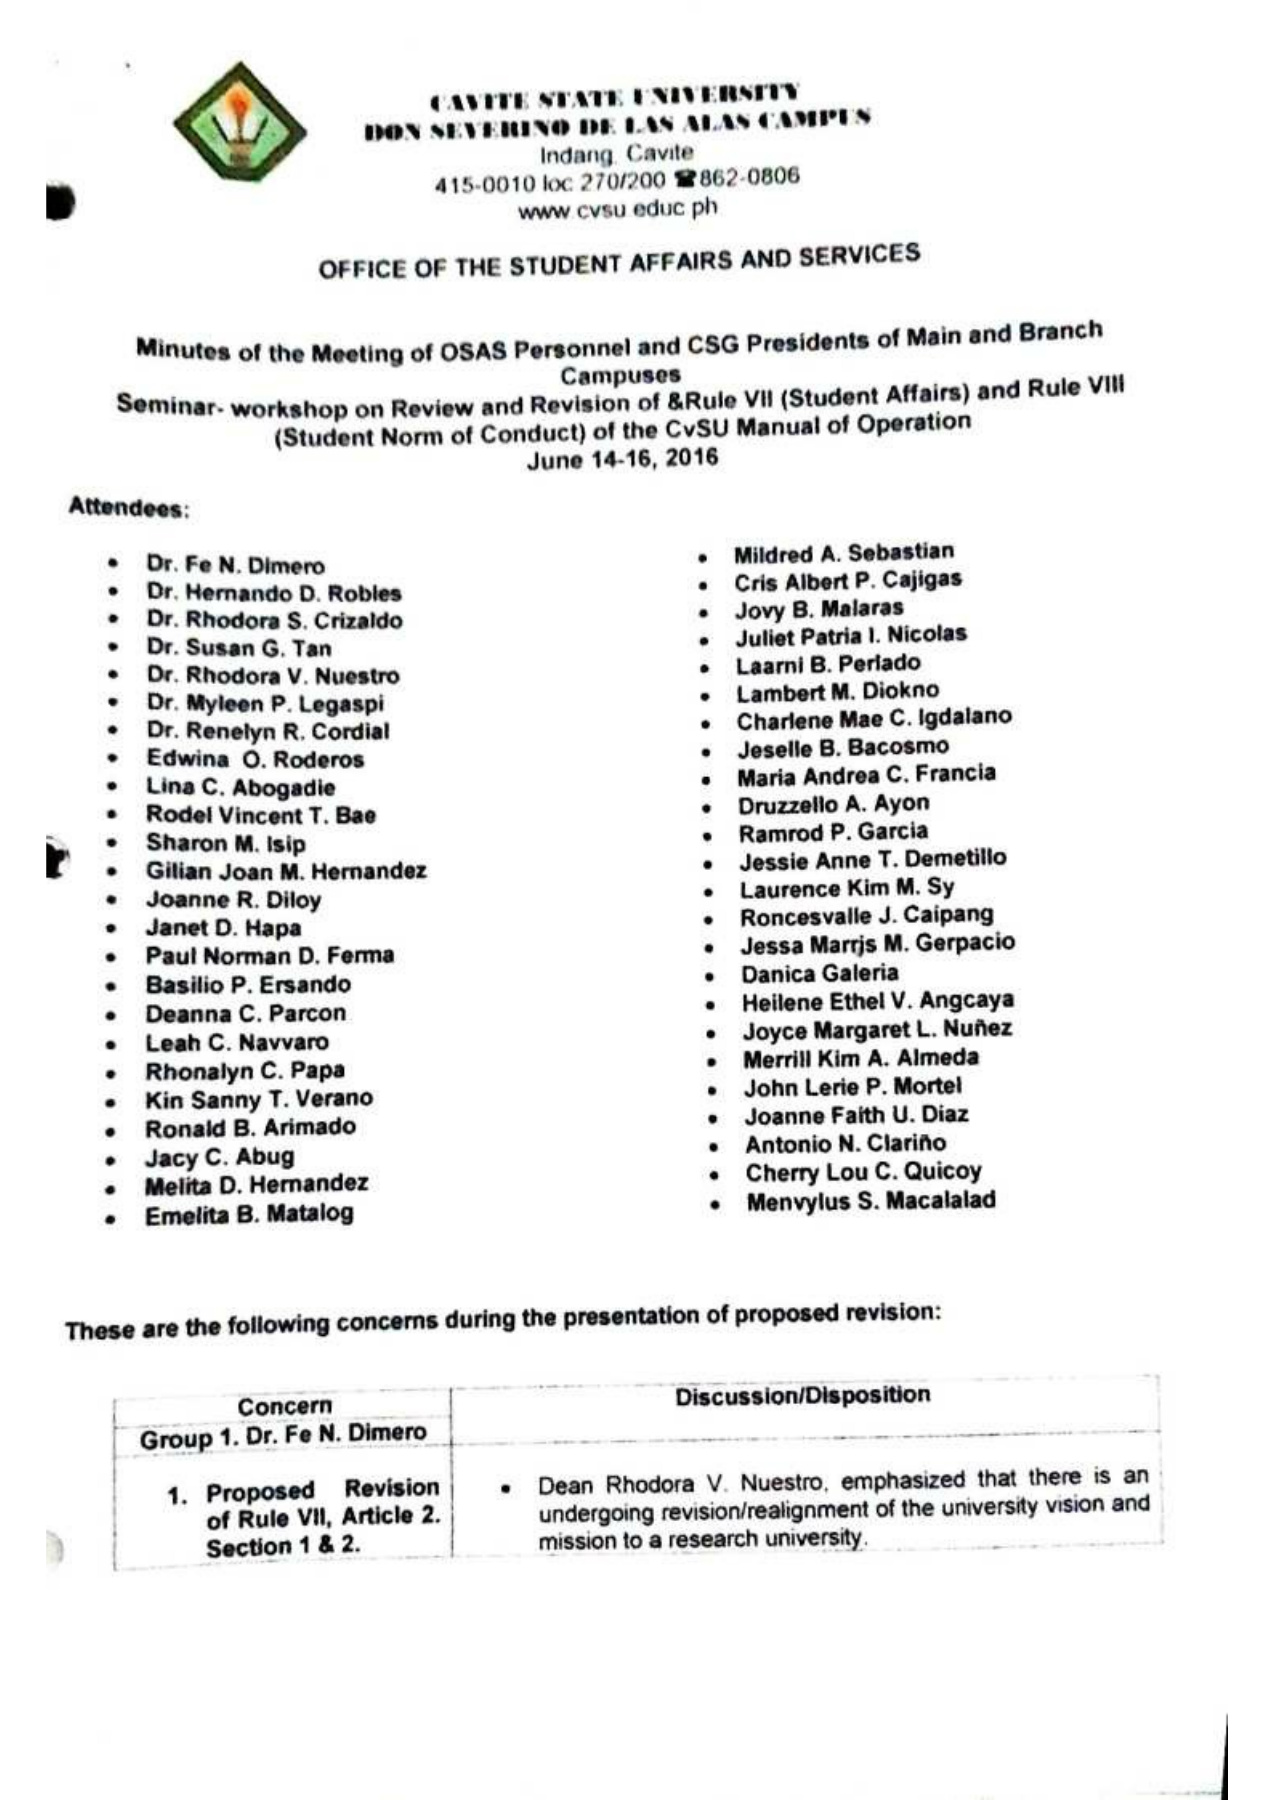 CAVITE STATE UNIVERSITY
DON SEVERINO DE LAS ALAS CAMPUS
Indang, Cavite
415-0010 loc 270/200 ☎862-0806
www cvsu educ ph
OFFICE OF THE STUDENT AFFAIRS AND SERVICES
Minutes of the Meeting of OSAS Personnel and CSG Presidents of Main and Branch
Campuses
Seminar- workshop on Review and Revision of &Rule VII (Student Affairs) and Rule VIII
(Student Norm of Conduct) of the CvSU Manual of Operation
June 14-16, 2016
Attendees:
• Dr. Fe N. Dimero
• Dr. Hernando D. Robles
• Dr. Rhodora S. Crizaldo
• Dr. Susan G. Tan
• Dr. Rhodora V. Nuestro
• Dr. Myleen P. Legaspi
• Dr. Renelyn R. Cordial
• Edwina O. Roderos
• Lina C. Abogadie
• Rodel Vincent T. Bae
• Sharon M. Isip
• Gilian Joan M. Hernandez
• Joanne R. Diloy
• Janet D. Hapa
• Paul Norman D. Ferma
• Basilio P. Ersando
• Deanna C. Parcon
• Leah C. Navvaro
• Rhonalyn C. Papa
• Kin Sanny T. Verano
• Ronald B. Arimado
• Jacy C. Abug
• Melita D. Hernandez
• Emelita B. Matalog
• Mildred A. Sebastian
• Cris Albert P. Cajigas
• Jovy B. Malaras
• Juliet Patria I. Nicolas
• Laarni B. Perlado
• Lambert M. Diokno
• Charlene Mae C. Igdalano
• Jeselle B. Bacosmo
• Maria Andrea C. Francia
• Druzzello A. Ayon
• Ramrod P. Garcia
• Jessie Anne T. Demetillo
• Laurence Kim M. Sy
• Roncesvalle J. Caipang
• Jessa Marrjs M. Gerpacio
• Danica Galeria
• Heilene Ethel V. Angcaya
• Joyce Margaret L. Nuñez
• Merrill Kim A. Almeda
• John Lerie P. Mortel
• Joanne Faith U. Diaz
• Antonio N. Clariño
• Cherry Lou C. Quicoy
• Menvylus S. Macalalad
These are the following concerns during the presentation of proposed revision:
Concern
Discussion/Disposition
Group 1. Dr. Fe N. Dimero
1. Proposed Revision
of Rule VII, Article 2.
Section 1 & 2.
• Dean Rhodora V. Nuestro, emphasized that there is an
undergoing revision/realignment of the university vision and
mission to a research university.